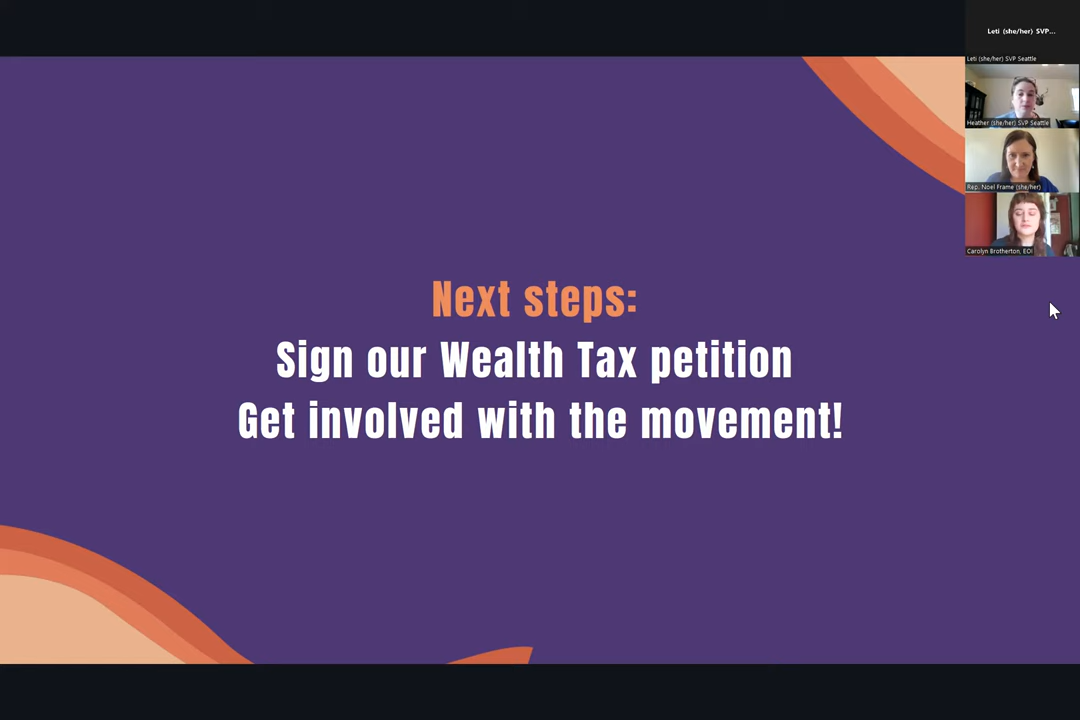 Leti (she/her) SVP...
Leti (she/her) SVP Seattle
Heather (she/her) SVP Seattle
Rep. Noel Frame (she/her)
Carolyn Brotherton, EOI
Next steps:
Sign our Wealth Tax petition
Get involved with the movement!